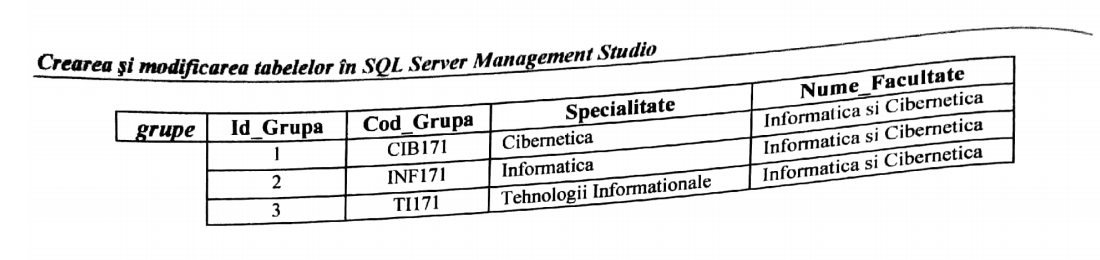 Crearea şi modificarea tabelelor în SQL Server Management Studio
grupe Id_Grupa Cod_Grupa Specialitate Nume_Facultate
1 CIB171 Cibernetica Informatica si Cibernetica
2 INF171 Informatica Informatica si Cibernetica
3 TI171 Tehnologii Informationale Informatica si Cibernetica